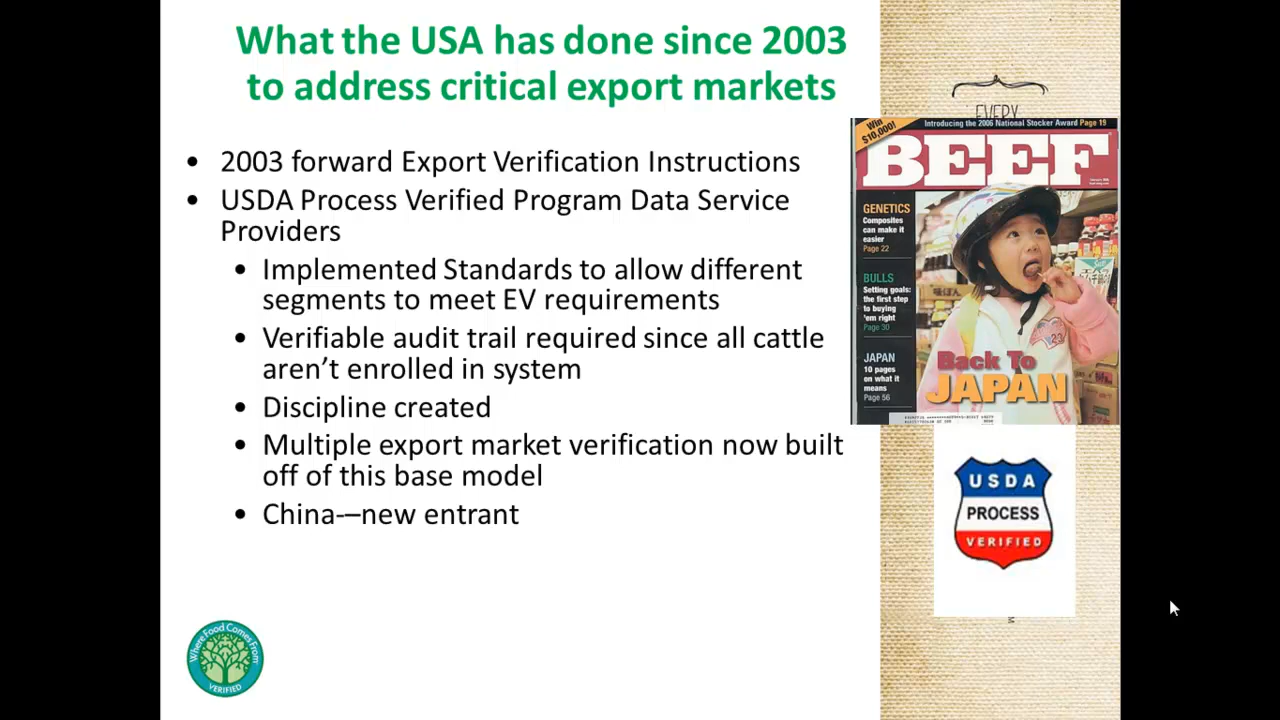 What the USA has done since 2003
to address critical export markets
• 2003 forward Export Verification Instructions
• USDA Process Verified Program Data Service
Providers
• Implemented Standards to allow different
segments to meet EV requirements
• Verifiable audit trail required since all cattle
aren’t enrolled in system
• Discipline created
• Multiple export market verification now built
off of this base model
• China-–new entrant
EVERY
Win
$10,000!
Introducing the 2006 National Stocker Award Page 19
BEEF
GENETICS
Composites
can make it
easier
Page 22
BULLS
Setting goals:
the first step
to buying
'em right
Page 30
JAPAN
10 pages
on what it
means
Page 56
Back To
JAPAN
USDA
PROCESS
VERIFIED
Where Food Comes From
VERIFIED